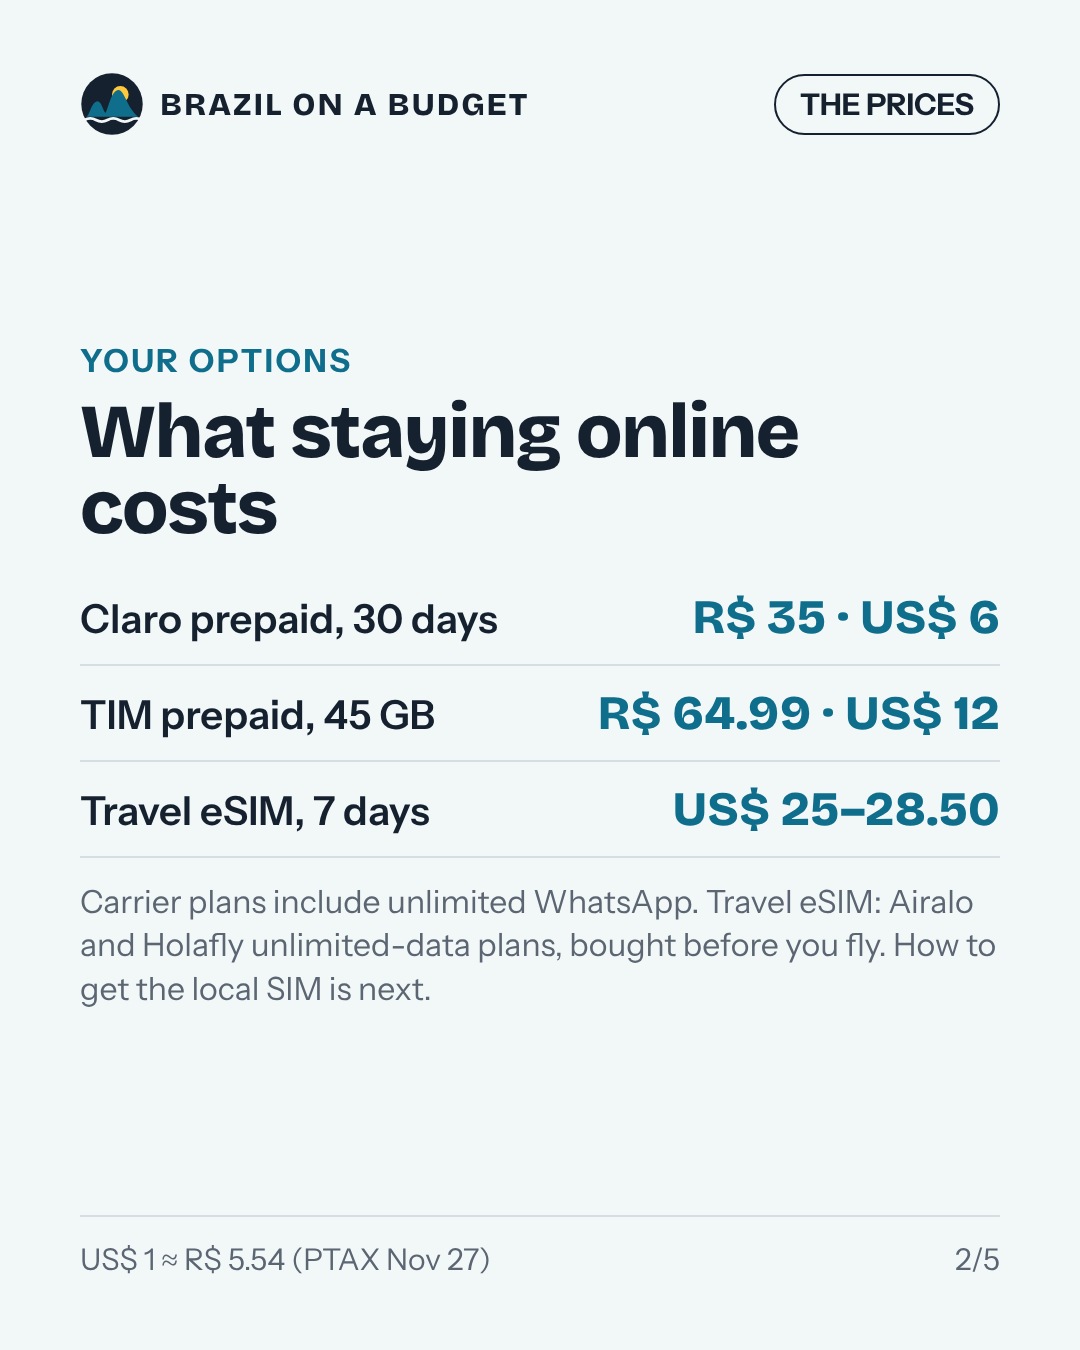 BRAZIL ON A BUDGET
THE PRICES
YOUR OPTIONS
What staying online
costs
Claro prepaid, 30 days R$ 35 · US$ 6
TIM prepaid, 45 GB R$ 64.99 · US$ 12
Travel eSIM, 7 days US$ 25–28.50
Carrier plans include unlimited WhatsApp. Travel eSIM: Airalo
and Holafly unlimited-data plans, bought before you fly. How to
get the local SIM is next.
US$ 1 ≈ R$ 5.54 (PTAX Nov 27) 2/5